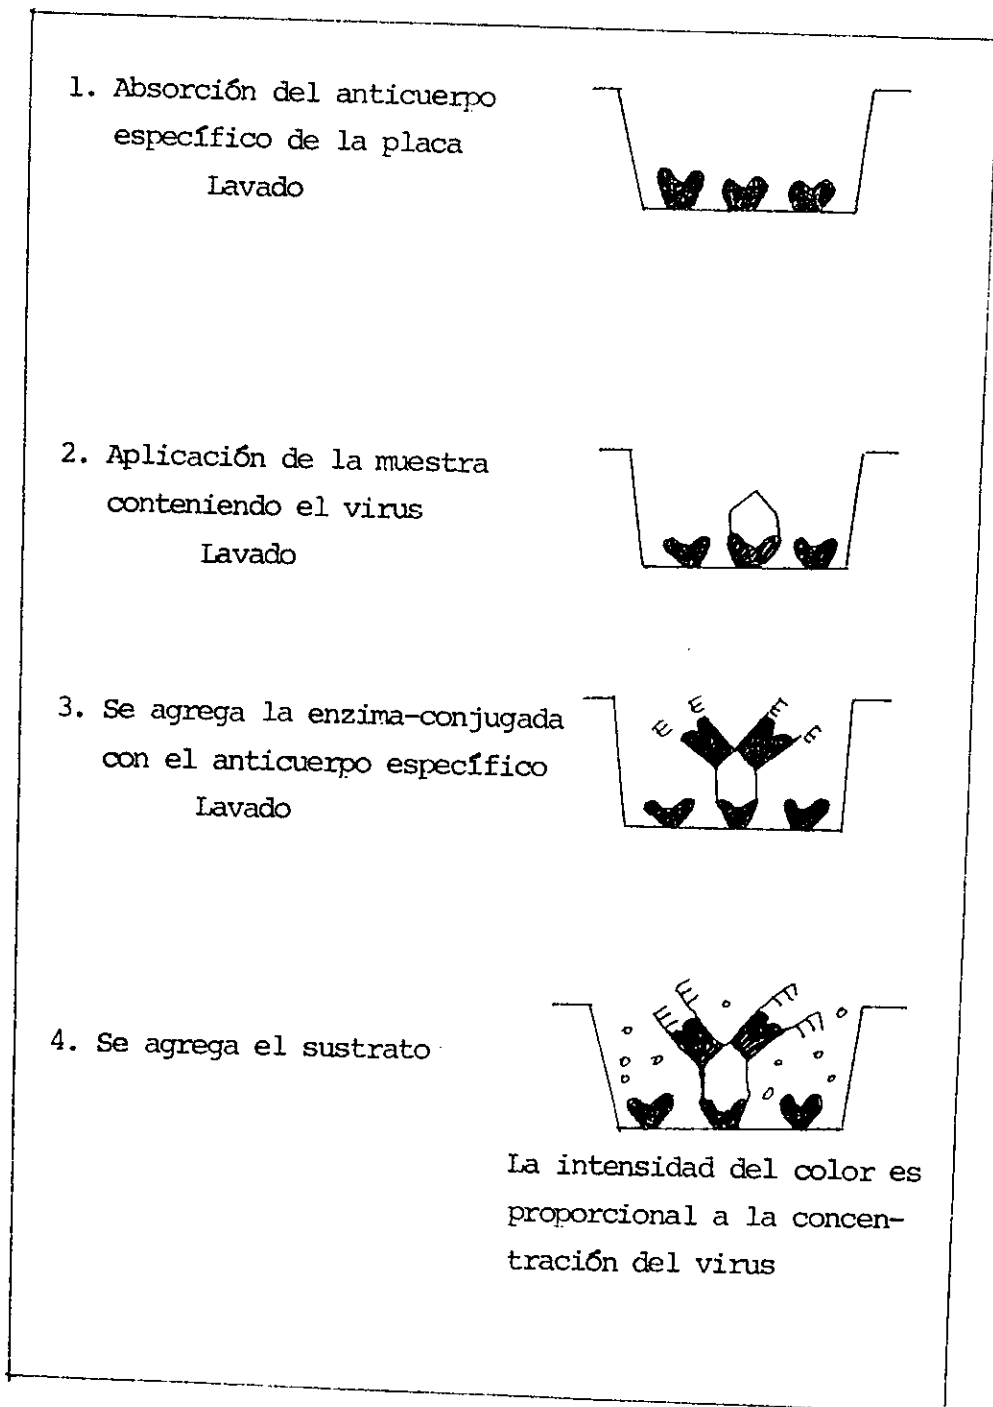 1. Absorción del anticuerpo
específico de la placa
Lavado
2. Aplicación de la muestra
conteniendo el virus
Lavado
3. Se agrega la enzima-conjugada
con el anticuerpo específico
Lavado
E E E E
4. Se agrega el sustrato
E E E E
La intensidad del color es
proporcional a la concen-
tración del virus